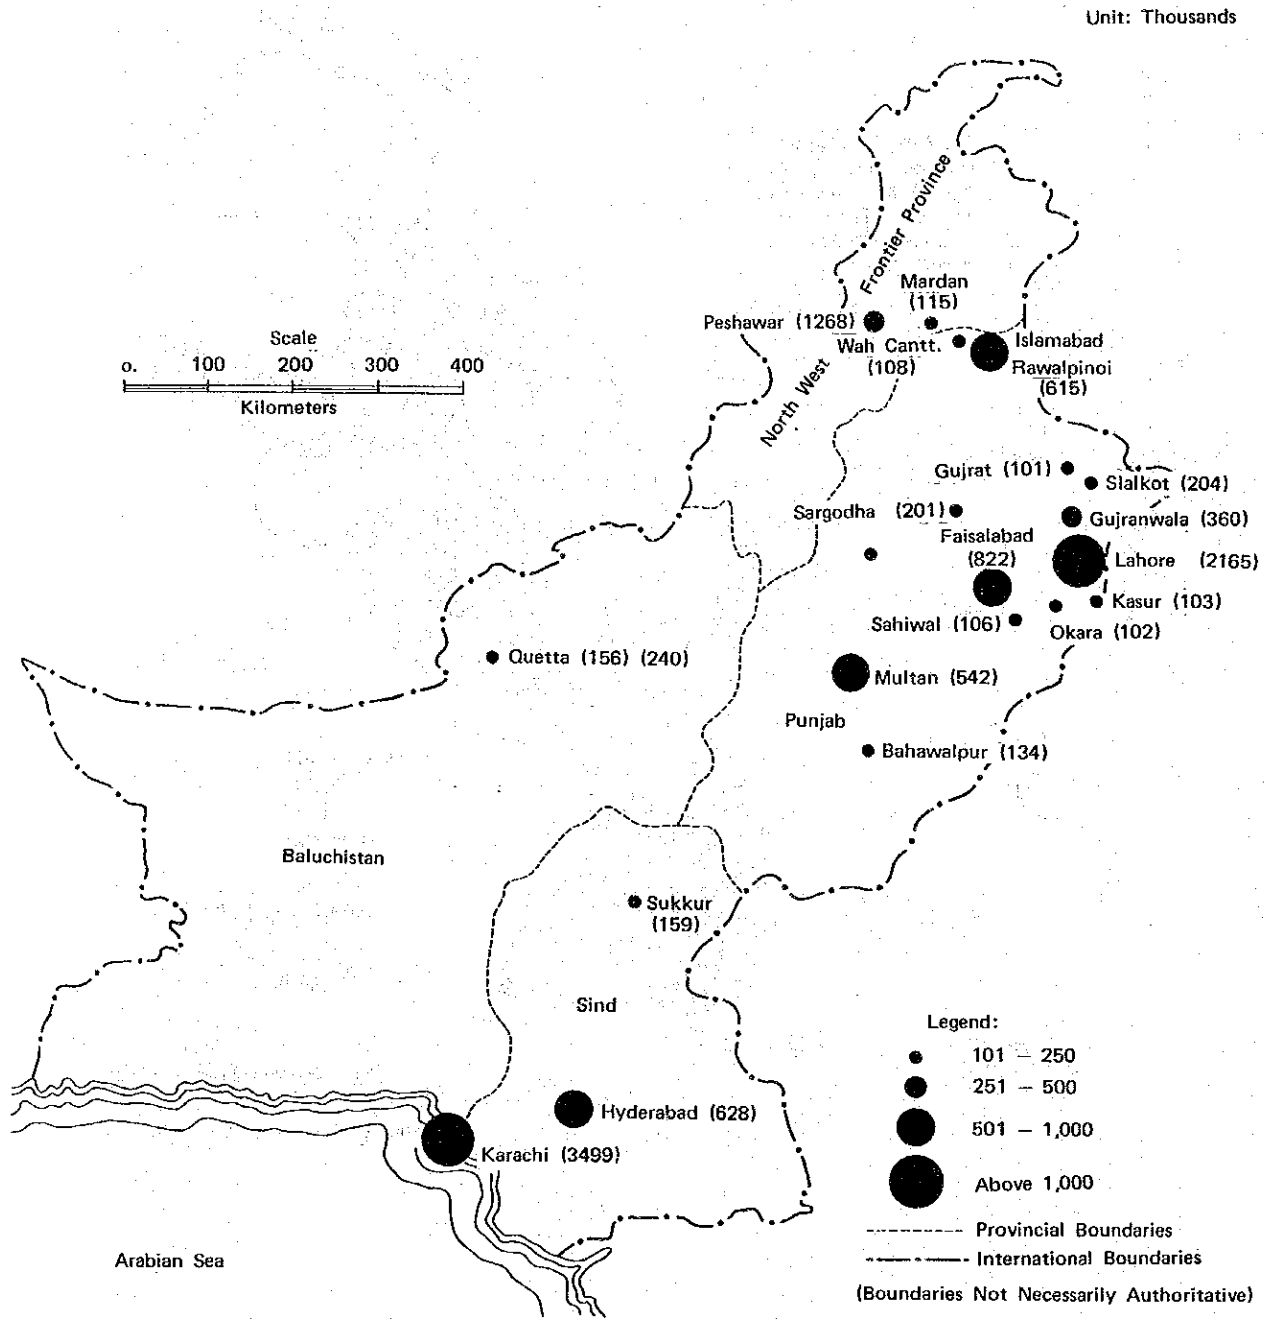 Unit: Thousands
North West Frontier Province
Mardan
(115)
Peshawar (1268)
Wah Cantt.
(108)
Islamabad
Rawalpinoi
(615)
Scale
0. 100 200 300 400
Kilometers
Gujrat (101)
Slalkot (204)
Sargodha (201)
Gujranwala (360)
Faisalabad
(822)
Lahore (2165)
Kasur (103)
Sahiwal (106)
Okara (102)
Quetta (156) (240)
Multan (542)
Punjab
Bahawalpur (134)
Baluchistan
Sukkur
(159)
Sind
Legend:
101 — 250
251 — 500
501 — 1,000
Above 1,000
Hyderabad (628)
Karachi (3499)
Provincial Boundaries
International Boundaries
Arabian Sea
(Boundaries Not Necessarily Authoritative)